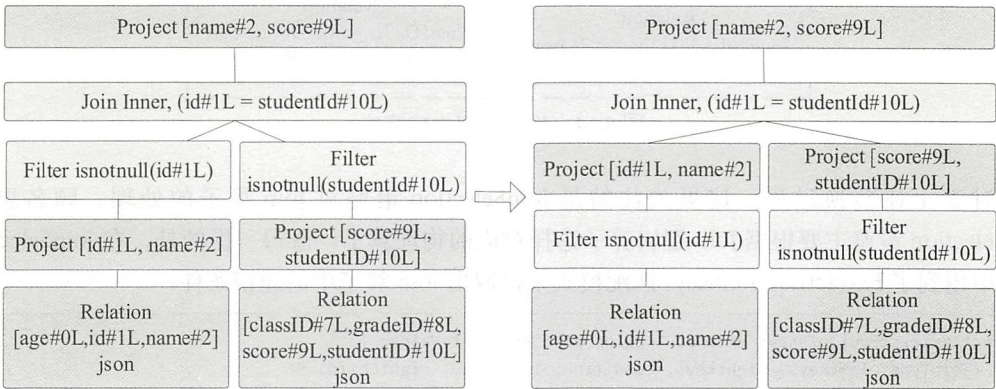 Project [name#2, score#9L]
Join Inner, (id#1L = studentId#10L)
Filter isnotnull(id#1L)
Filter
isnotnull(studentId#10L)
Project [id#1L, name#2]
Project [score#9L,
studentID#10L]
Relation
[age#0L,id#1L,name#2]
json
Relation
[classID#7L,gradeID#8L,
score#9L,studentID#10L]
json
Project [name#2, score#9L]
Join Inner, (id#1L = studentId#10L)
Project [id#1L, name#2]
Project [score#9L,
studentID#10L]
Filter isnotnull(id#1L)
Filter
isnotnull(studentId#10L)
Relation
[age#0L,id#1L,name#2]
json
Relation
[classID#7L,gradeID#8L,
score#9L,studentID#10L]
json